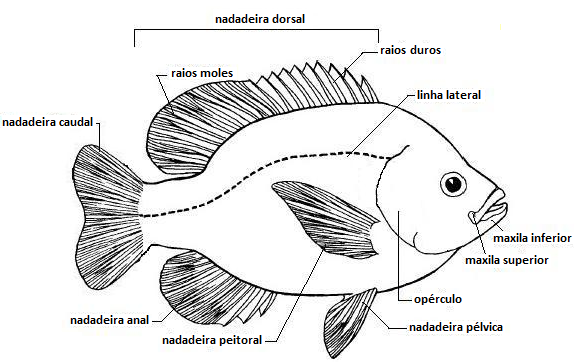 nadadeira dorsal
raios duros
raios moles
linha lateral
nadadeira caudal
maxila inferior
maxila superior
opérculo
nadadeira anal
nadadeira pélvica
nadadeira peitoral